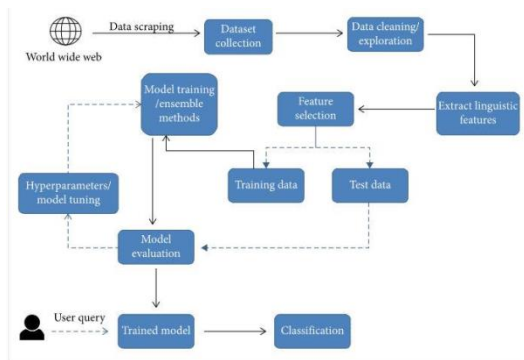 Data scraping
World wide web
Dataset
collection
Data cleaning/
exploration
Model training
/ensemble
methods
Feature
selection
Extract linguistic
features
Hyperparameters/
model tuning
Training data
Test data
Model
evaluation
User query
Trained model
Classification